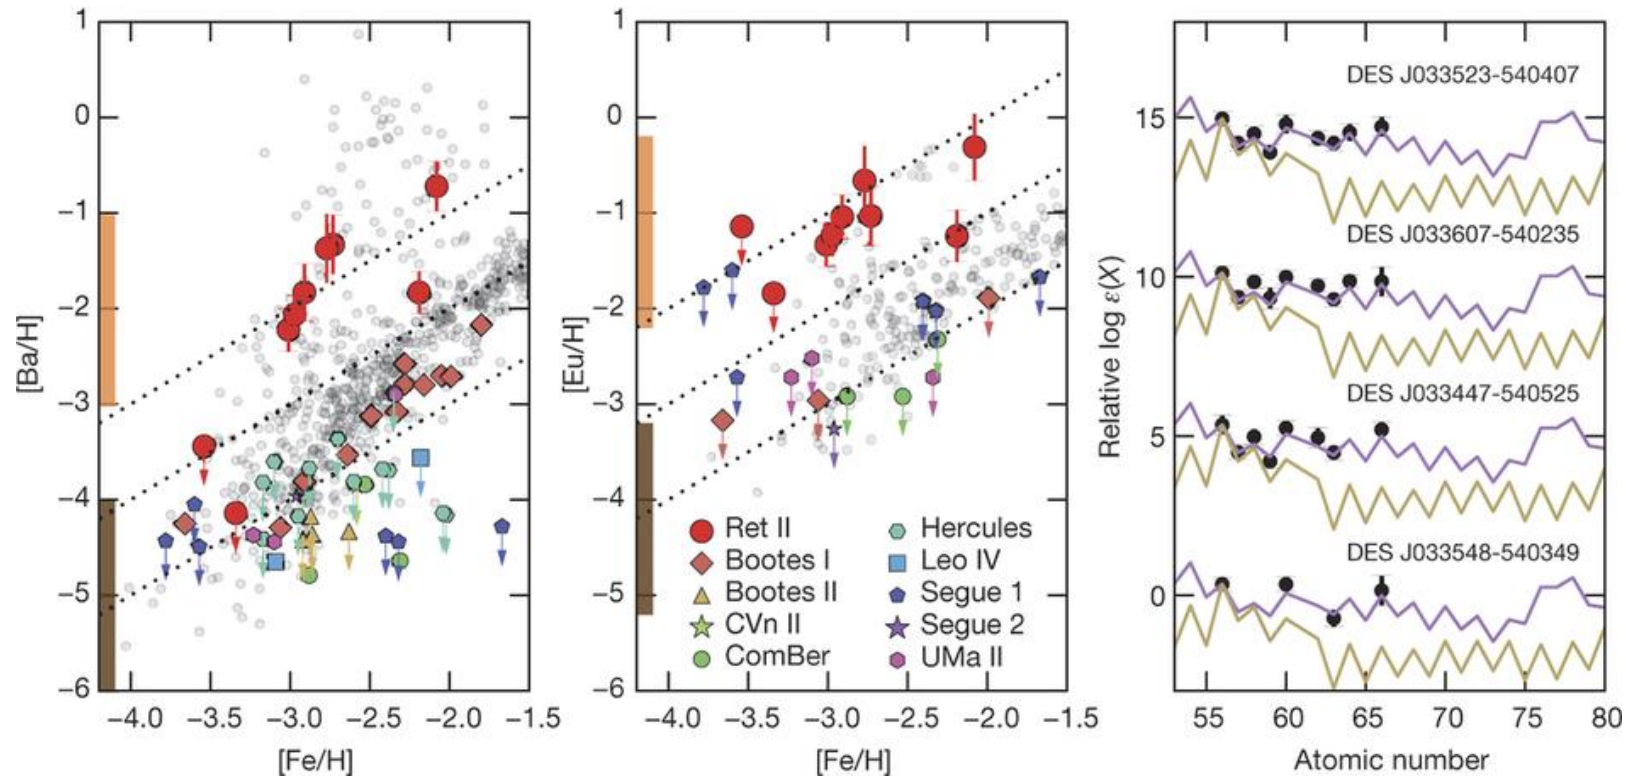 1
0
−1
−2
−3
−4
−5
−6
[Ba/H]
−4.0 −3.5 −3.0 −2.5 −2.0 −1.5
[Fe/H]
1
0
−1
−2
−3
−4
−5
−6
[Eu/H]
Ret II
Bootes I
Bootes II
CVn II
ComBer
Hercules
Leo IV
Segue 1
Segue 2
UMa II
−4.0 −3.5 −3.0 −2.5 −2.0 −1.5
[Fe/H]
15
10
5
0
Relative log ε(X)
DES J033523-540407
DES J033607-540235
DES J033447-540525
DES J033548-540349
55 60 65 70 75 80
Atomic number